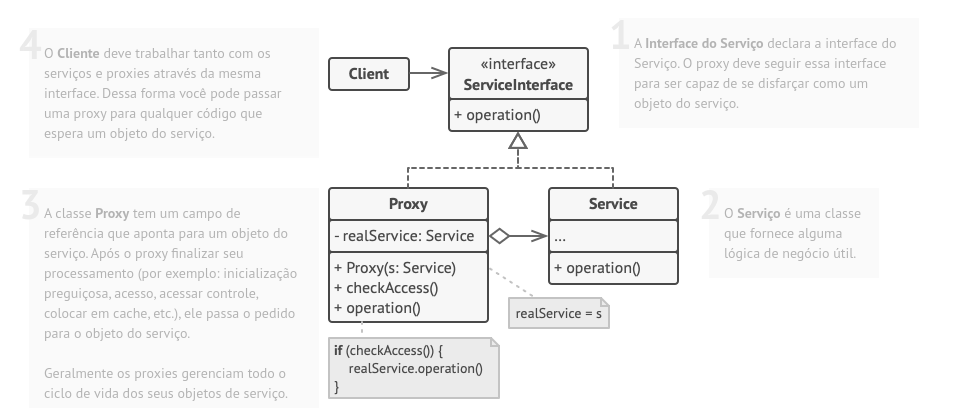 4
O Cliente deve trabalhar tanto com os
serviços e proxies através da mesma
interface. Dessa forma você pode passar
uma proxy para qualquer código que
espera um objeto do serviço.
Client
«interface»
ServiceInterface
+ operation()
1
A Interface do Serviço declara a interface do
Serviço. O proxy deve seguir essa interface
para ser capaz de se disfarçar como um
objeto do serviço.
3
A classe Proxy tem um campo de
referência que aponta para um objeto do
serviço. Após o proxy finalizar seu
processamento (por exemplo: inicialização
preguiçosa, acesso, acessar controle,
colocar em cache, etc.), ele passa o pedido
para o objeto do serviço.
Geralmente os proxies gerenciam todo o
ciclo de vida dos seus objetos de serviço.
Proxy
- realService: Service
+ Proxy(s: Service)
+ checkAccess()
+ operation()
Service
...
+ operation()
2
O Serviço é uma classe
que fornece alguma
lógica de negócio útil.
realService = s
if (checkAccess()) {
realService.operation()
}